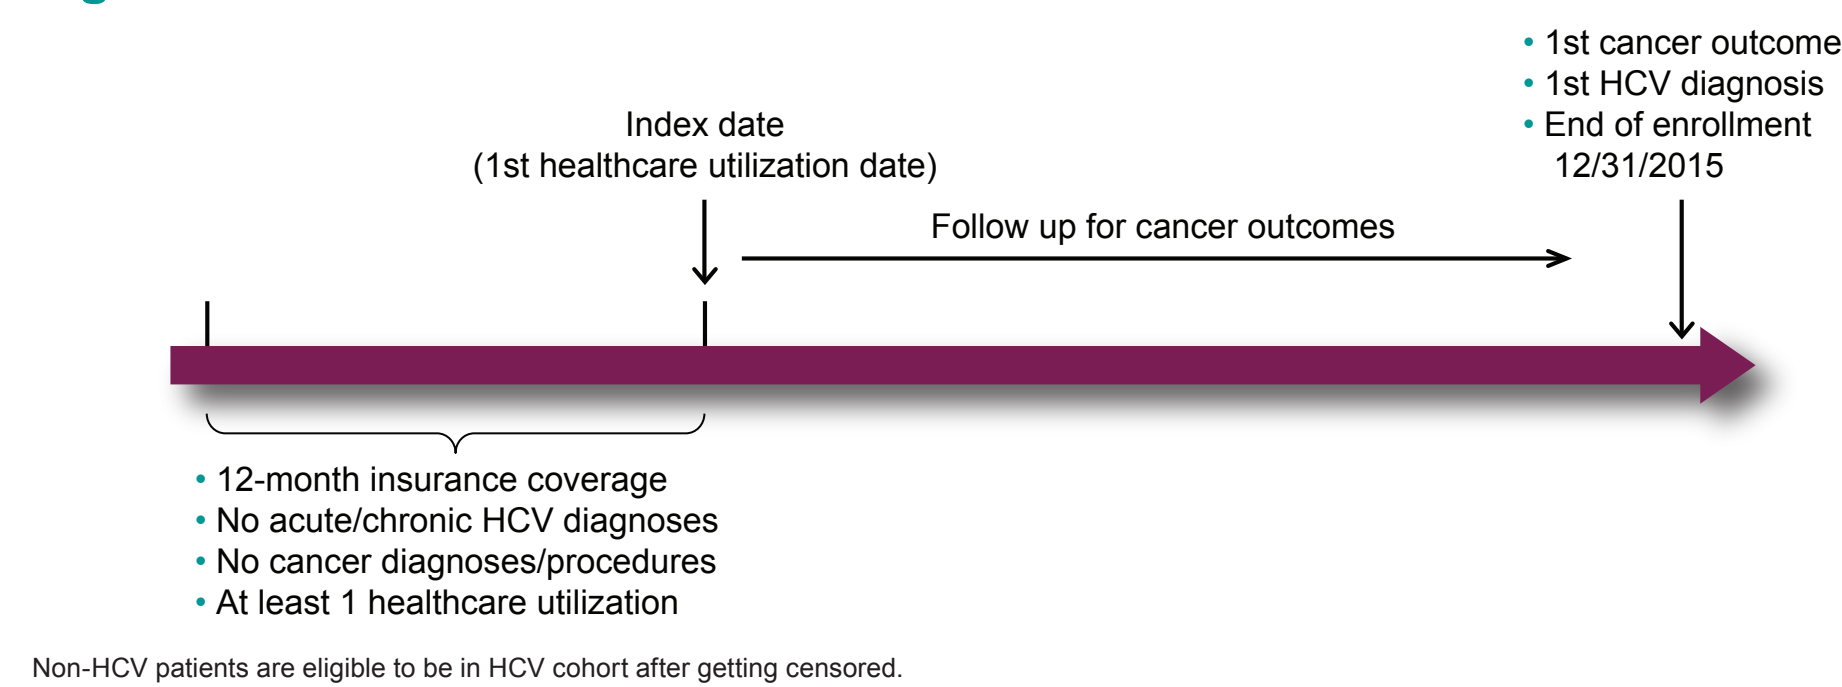 • 1st cancer outcome
• 1st HCV diagnosis
• End of enrollment
12/31/2015
Index date
(1st healthcare utilization date)
Follow up for cancer outcomes
• 12-month insurance coverage
• No acute/chronic HCV diagnoses
• No cancer diagnoses/procedures
• At least 1 healthcare utilization
Non-HCV patients are eligible to be in HCV cohort after getting censored.